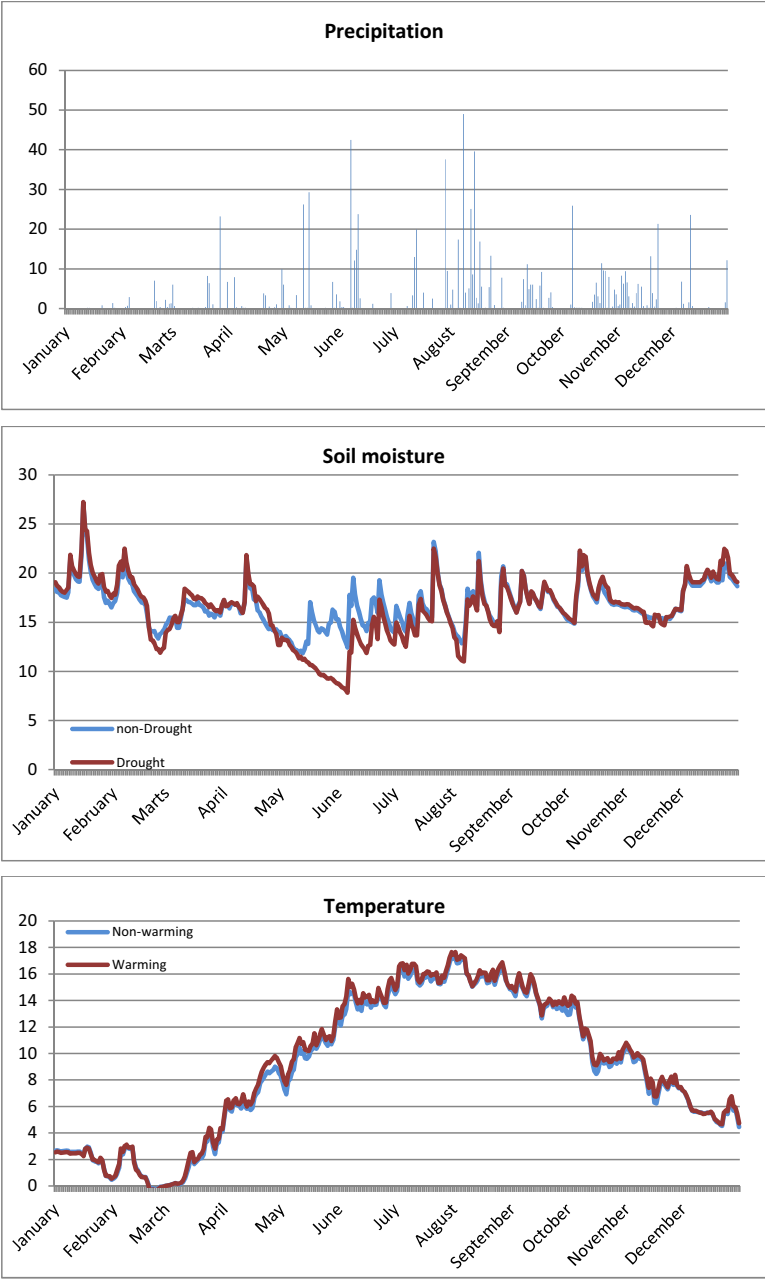 Precipitation
60
50
40
30
20
10
0
January
February
Marts
April
May
June
July
August
September
October
November
December
Soil moisture
30
25
20
15
10
5
0
non-Drought
Drought
January
February
Marts
April
May
June
July
August
September
October
November
December
Temperature
20
18
16
14
12
10
8
6
4
2
0
Non-warming
Warming
January
February
March
April
May
June
July
August
September
October
November
December